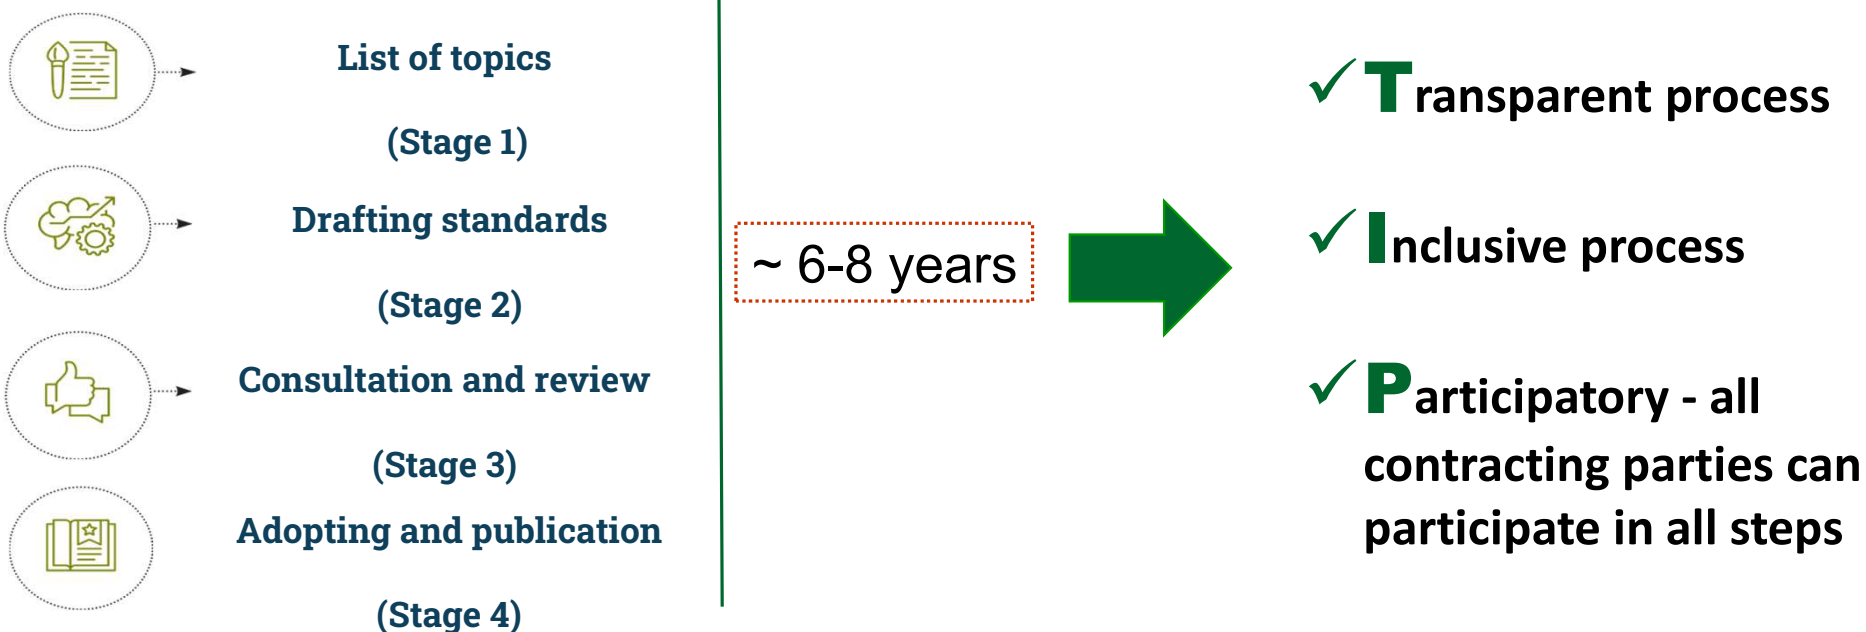 List of topics
(Stage 1)
Drafting standards
(Stage 2)
Consultation and review
(Stage 3)
Adopting and publication
(Stage 4)
~ 6-8 years
✓ Transparent process
✓ Inclusive process
✓ Participatory - all
contracting parties can
participate in all steps